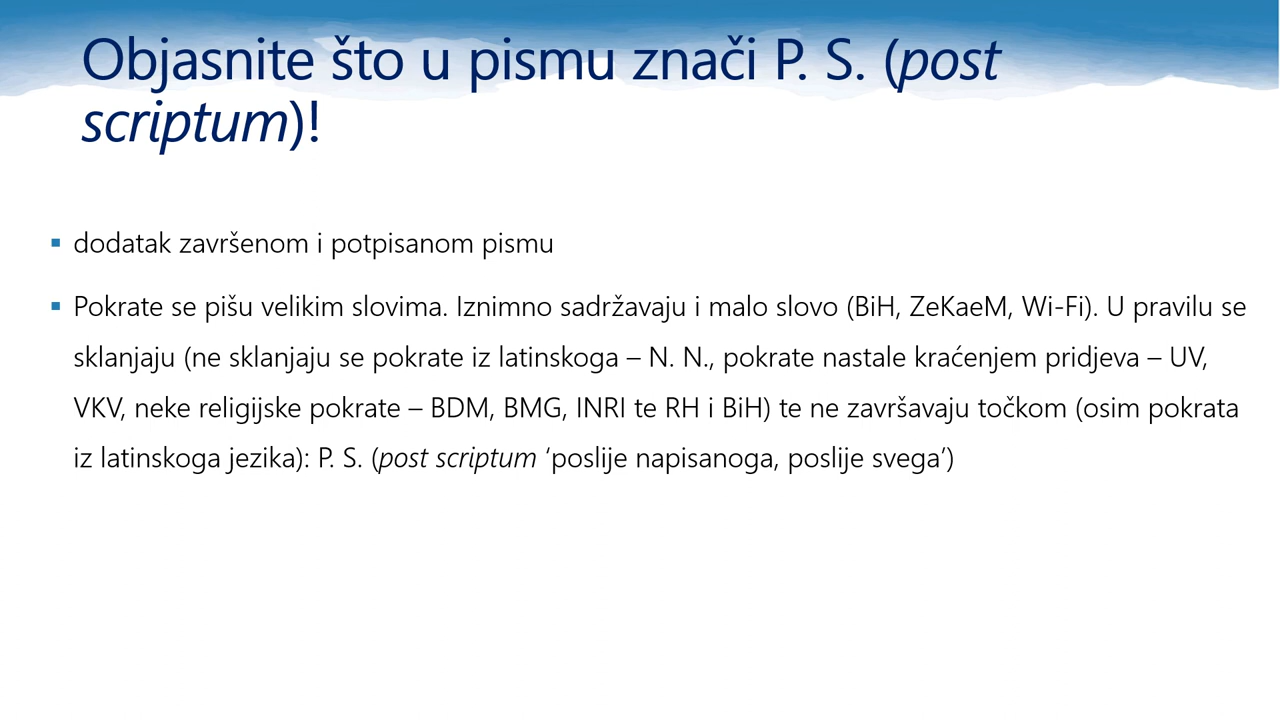 Objasnite što u pismu znači P. S. (post
scriptum)!
▪ dodatak završenom i potpisanom pismu
▪ Pokrate se pišu velikim slovima. Iznimno sadržavaju i malo slovo (BiH, ZeKaeM, Wi-Fi). U pravilu se
sklanjaju (ne sklanjaju se pokrate iz latinskoga – N. N., pokrate nastale kraćenjem pridjeva – UV,
VKV, neke religijske pokrate – BDM, BMG, INRI te RH i BiH) te ne završavaju točkom (osim pokrata
iz latinskoga jezika): P. S. (post scriptum ‘poslije napisanoga, poslije svega’)